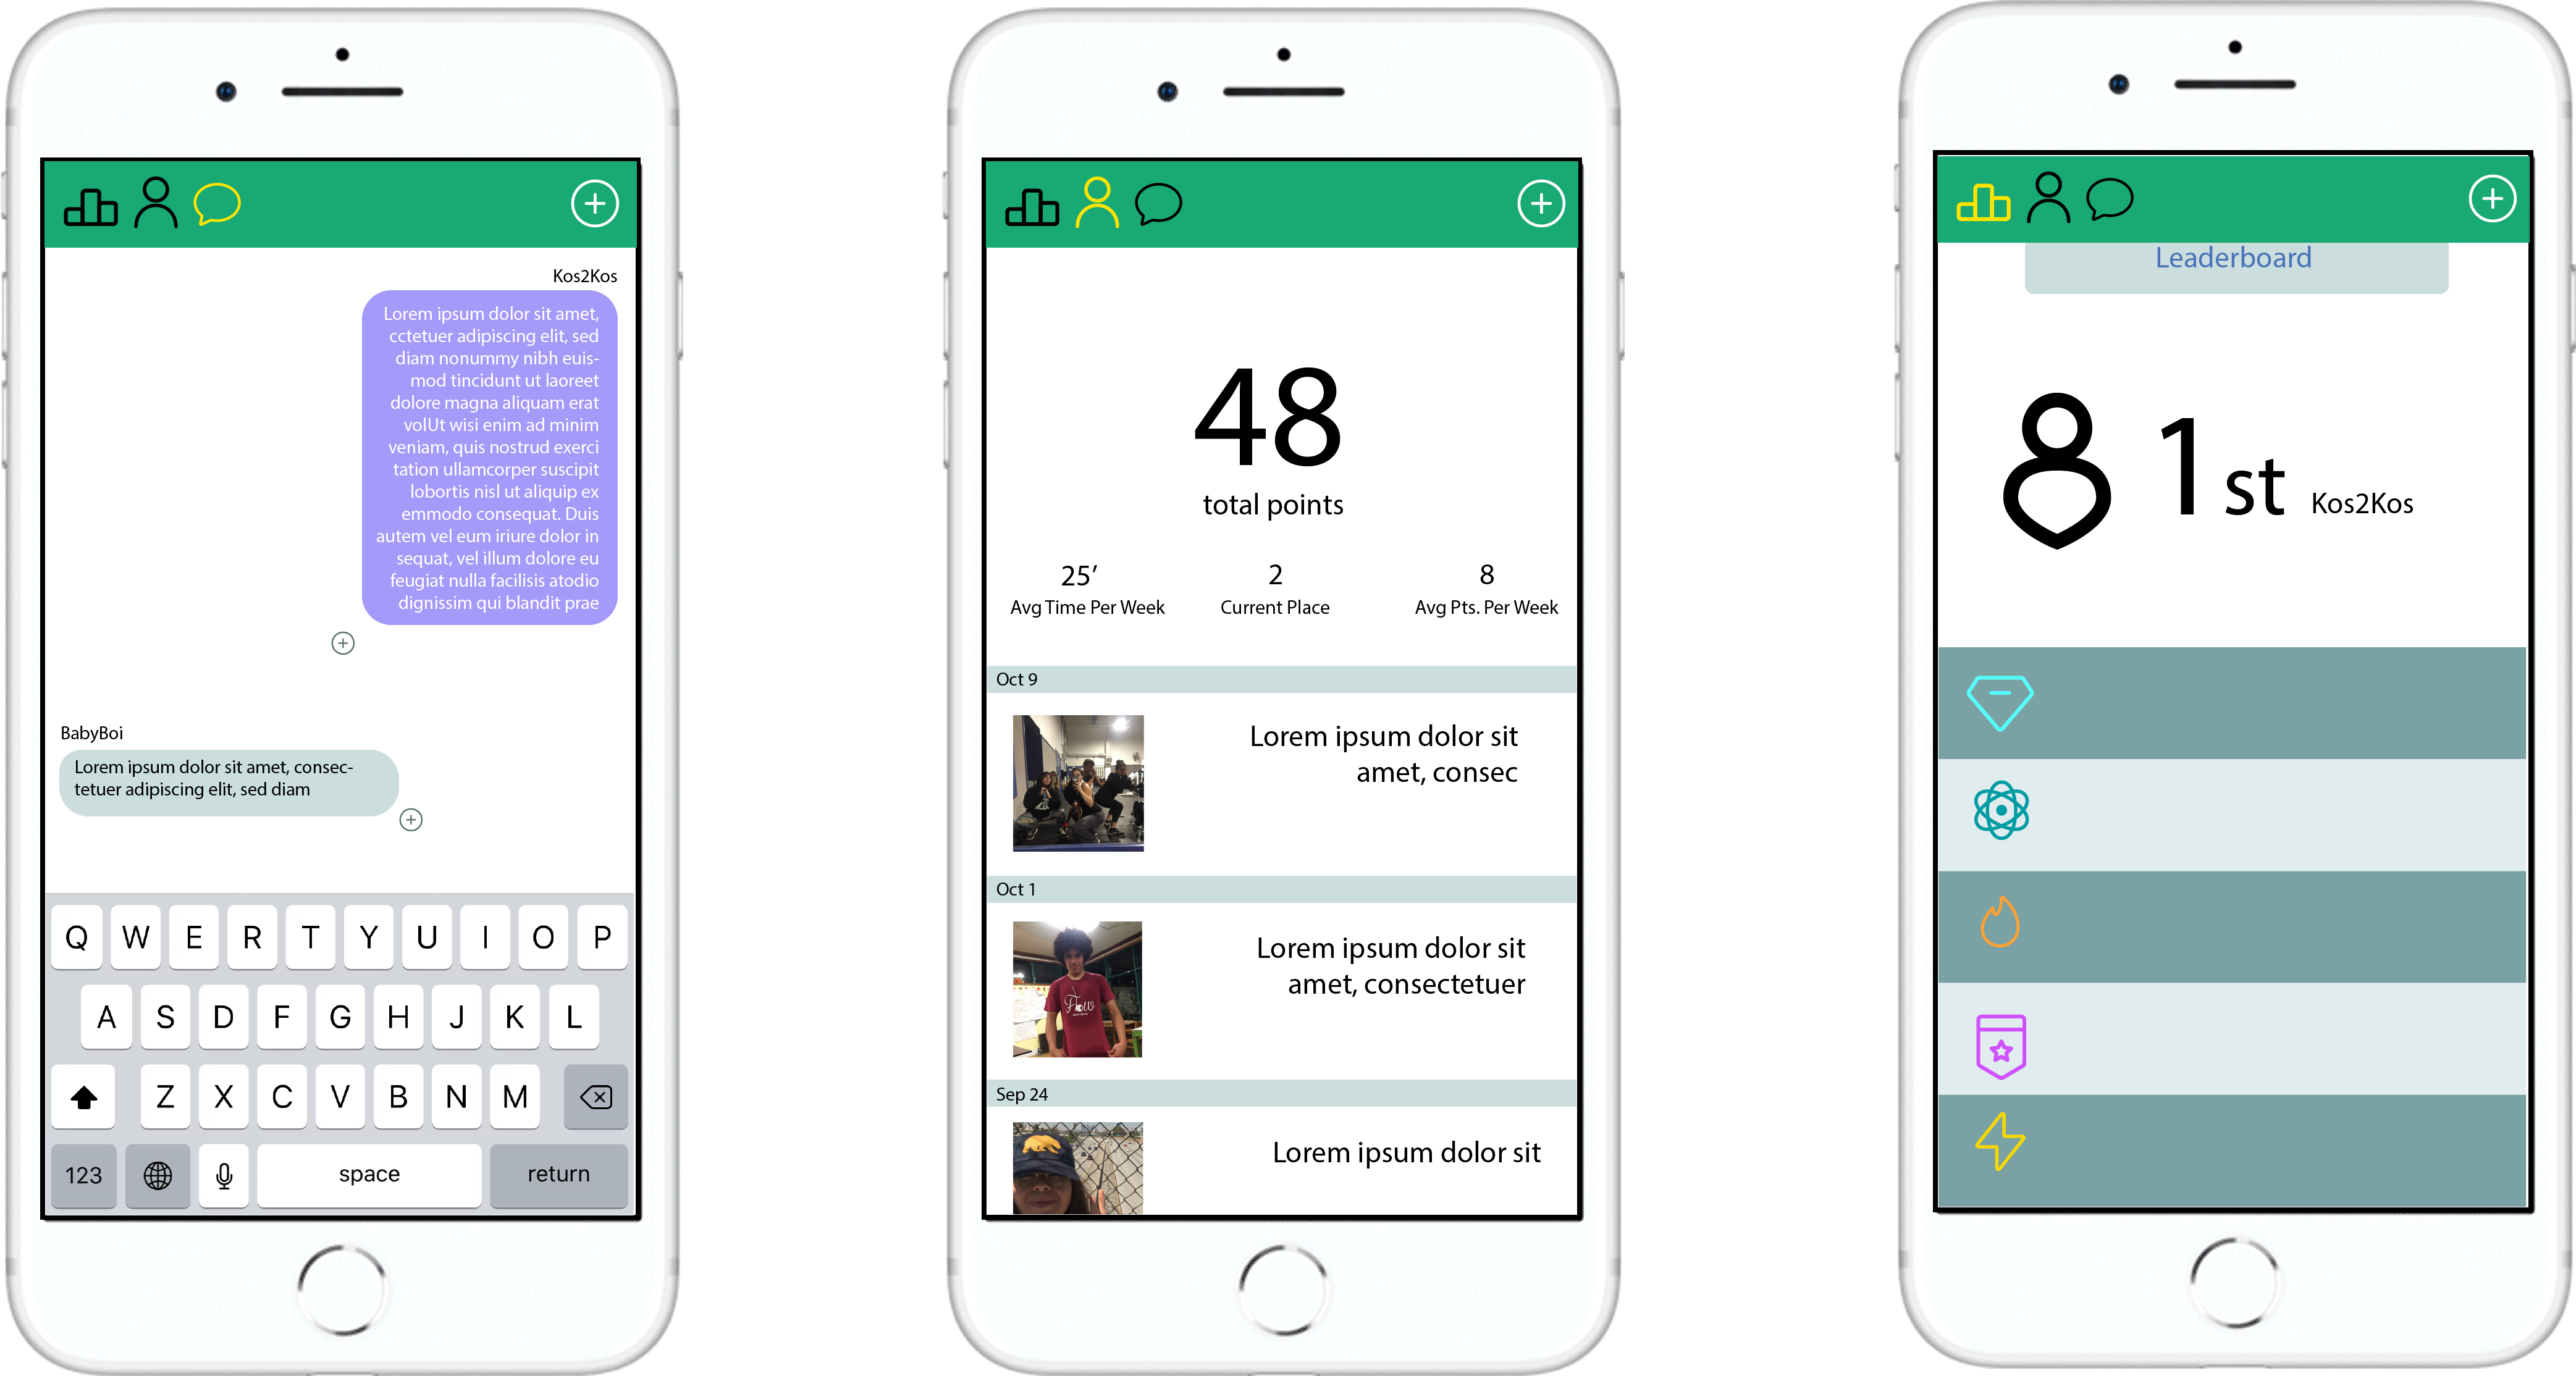 Kos2Kos
Lorem ipsum dolor sit amet,
cctetuer adipiscing elit, sed
diam nonummy nibh euis-
mod tincidunt ut laoreet
dolore magna aliquam erat
volUt wisi enim ad minim
veniam, quis nostrud exerci
tation ullamcorper suscipit
lobortis nisl ut aliquip ex
emmodo consequat. Duis
autem vel eum iriure dolor in
sequat, vel illum dolore eu
feugiat nulla facilisis atodio
dignissim qui blandit prae
BabyBoi
Lorem ipsum dolor sit amet, consec-
tetuer adipiscing elit, sed diam
Q W E R T Y U I O P
A S D F G H J K L
Z X C V B N M
123 space return
48
total points
25’ 2 8
Avg Time Per Week Current Place Avg Pts. Per Week
Oct 9
Lorem ipsum dolor sit
amet, consec
Oct 1
Flow
Lorem ipsum dolor sit
amet, consectetuer
Sep 24
Lorem ipsum dolor sit
Leaderboard
1st Kos2Kos